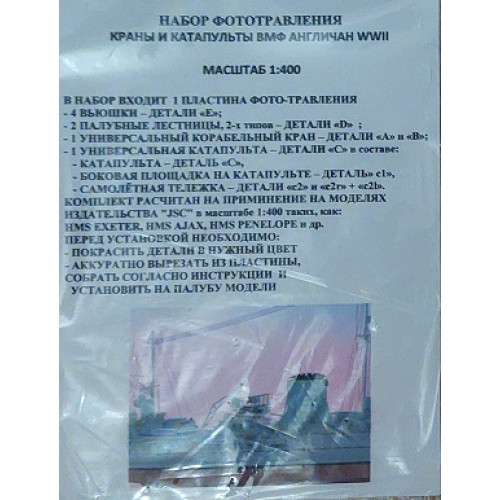 НАБОР ФОТОТРАВЛЕНИЯ
КРАНЫ И КАТАПУЛЬТЫ ВМФ АНГЛИЧАН WWII
МАСШТАБ 1:400
В НАБОР ВХОДИТ 1 ПЛАСТИНА ФОТО-ТРАВЛЕНИЯ
- 4 ВЬЮШКИ – ДЕТАЛИ «Е»;
- 2 ПАЛУБНЫЕ ЛЕСТНИЦЫ, 2-х типов – ДЕТАЛИ «D» ;
- 1 УНИВЕРСАЛЬНЫЙ КОРАБЕЛЬНЫЙ КРАН – ДЕТАЛИ «А» и «В»;
- 1 УНИВЕРСАЛЬНАЯ КАТАПУЛЬТА – ДЕТАЛИ «С» в составе:
- КАТАПУЛЬТА – ДЕТАЛЬ «С»,
- БОКОВАЯ ПЛОЩАДКА НА КАТАПУЛЬТЕ – ДЕТАЛЬ» с1»,
- САМОЛЁТНАЯ ТЕЛЕЖКА – ДЕТАЛИ «с2» и «с2r» + «с2l».
КОМПЛЕКТ РАСЧИТАН НА ПРИМИНЕНИЕ НА МОДЕЛЯХ
ИЗДАТЕЛЬСТВА "JSC" в масштабе 1:400 таких, как:
HMS EXETER, HMS AJAX, HMS PENELOPE и др.
ПЕРЕД УСТАНОВКОЙ НЕОБХОДИМО:
- ПОКРАСИТЬ ДЕТАЛИ В НУЖНЫЙ ЦВЕТ
- АККУРАТНО ВЫРЕЗАТЬ ИЗ ПЛАСТИНЫ,
СОБРАТЬ СОГЛАСНО ИНСТРУКЦИИ И
УСТАНОВИТЬ НА ПАЛУБУ МОДЕЛИ